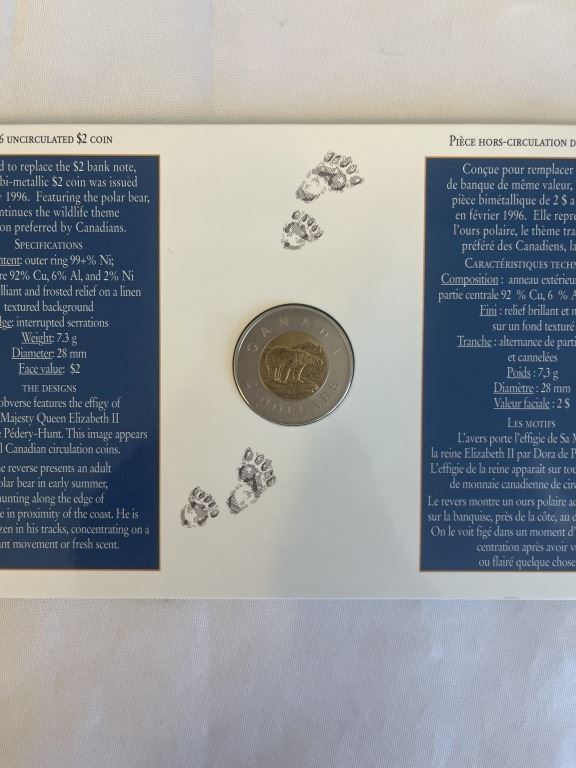 6 UNCIRCULATED $2 COIN
d to replace the $2 bank note,
bi-metallic $2 coin was issued
1996. Featuring the polar bear,
ntinues the wildlife theme
on preferred by Canadians.
SPECIFICATIONS
ntent: outer ring 99+% Ni;
re 92% Cu, 6% Al, and 2% Ni
lliant and frosted relief on a linen
textured background
dge: interrupted serrations
Weight: 7.3 g
Diameter: 28 mm
Face value: $2
THE DESIGNS
obverse features the effigy of
Majesty Queen Elizabeth II
e Pédery-Hunt. This image appears
l Canadian circulation coins.
he reverse presents an adult
olar bear in early summer,
unting along the edge of
e in proximity of the coast. He is
zen in his tracks, concentrating on a
ant movement or fresh scent.
CANADA
2 DOLLARS
PIÈCE HORS-CIRCULATION D
Conçue pour remplacer
de banque de même valeur,
pièce bimétallique de 2 $ a
en février 1996. Elle repr
l'ours polaire, le thème tra
préféré des Canadiens, la
CARACTÉRISTIQUES TECHN
Composition : anneau extérieu
partie centrale 92 % Cu, 6 % A
Fini : relief brillant et m
sur un fond texturé
Tranche : alternance de parti
et cannelées
Poids : 7,3 g
Diamètre : 28 mm
Valeur faciale : 2 $
LES MOTIFS
L'avers porte l'effigie de Sa M
la reine Elizabeth II par Dora de P
L'effigie de la reine apparaît sur tou
de monnaie canadienne de circ
Le revers montre un ours polaire ad
sur la banquise, près de la côte, au d
On le voit figé dans un moment d'
centration après avoir v
ou flairé quelque chose